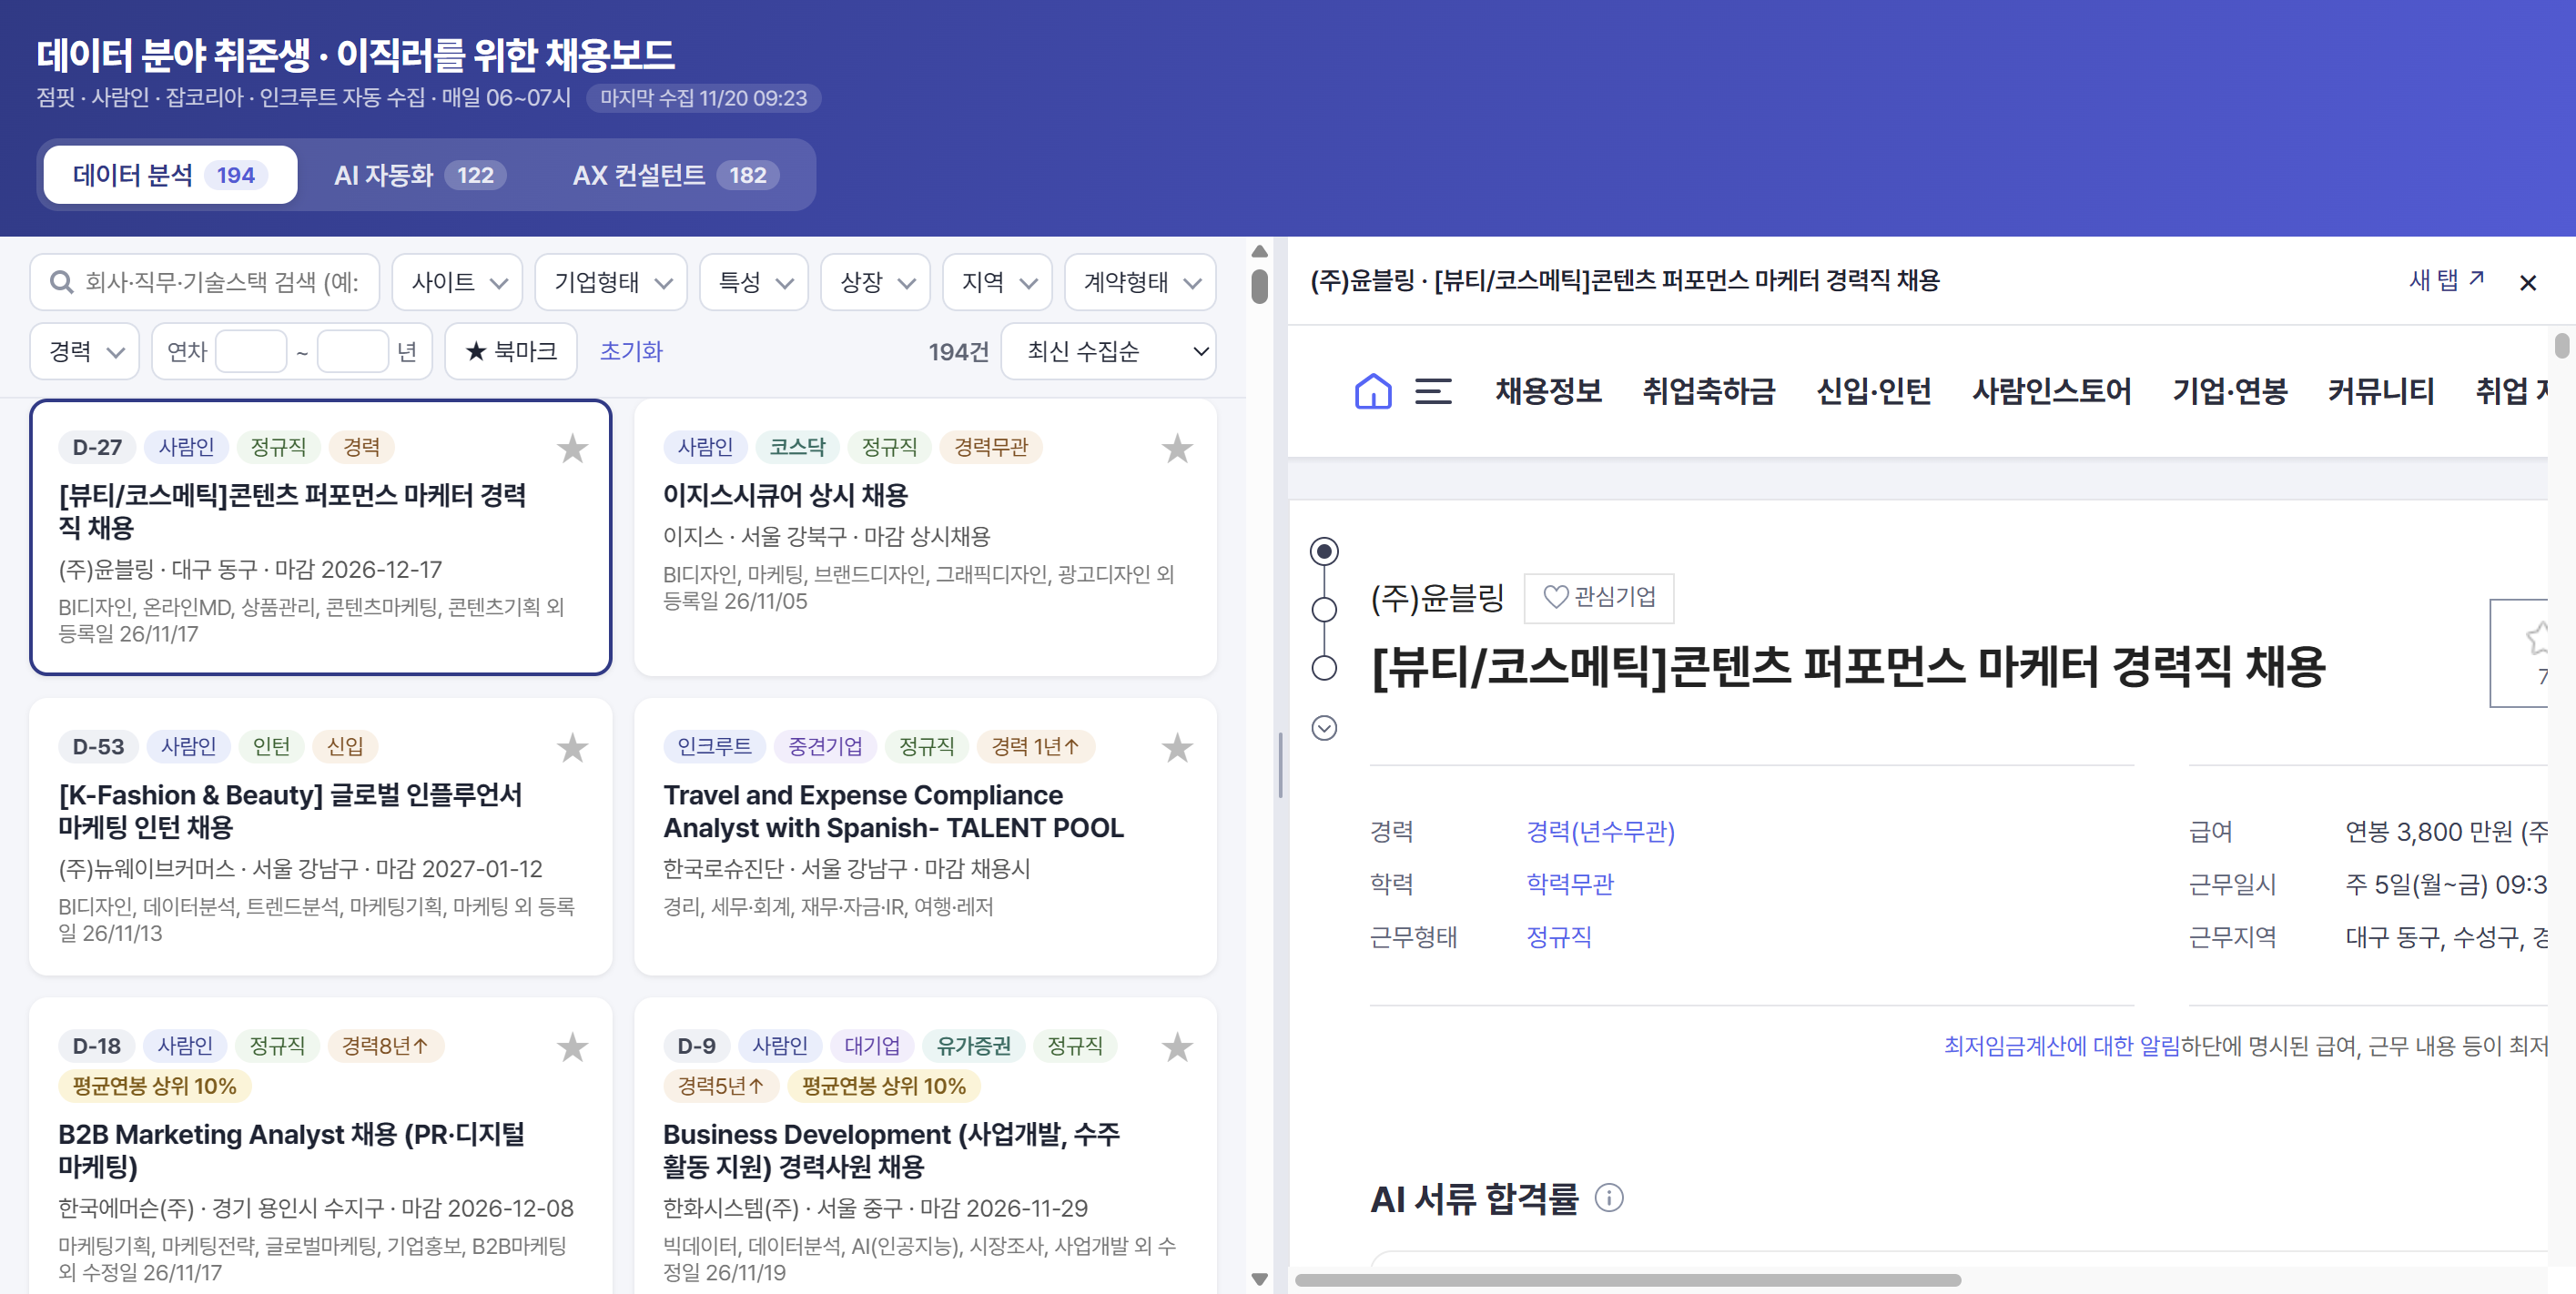 데이터 분야 취준생 · 이직러를 위한 채용보드
점핏 · 사람인 · 잡코리아 · 인크루트 자동 수집 · 매일 06~07시 마지막 수집 11/20 09:23
데이터 분석 194 AI 자동화 122 AX 컨설턴트 182
회사·직무·기술스택 검색 (예: 사이트 기업형태 특성 상장 지역 계약형태
경력 연차 ~ 년 ★ 북마크 초기화 194건 최신 수집순
D-27 사람인 정규직 경력 ★
[뷰티/코스메틱]콘텐츠 퍼포먼스 마케터 경력
직 채용
(주)윤블링 · 대구 동구 · 마감 2026-12-17
BI디자인, 온라인MD, 상품관리, 콘텐츠마케팅, 콘텐츠기획 외
등록일 26/11/17
사람인 코스닥 정규직 경력무관 ★
이지스시큐어 상시 채용
이지스 · 서울 강북구 · 마감 상시채용
BI디자인, 마케팅, 브랜드디자인, 그래픽디자인, 광고디자인 외
등록일 26/11/05
D-53 사람인 인턴 신입 ★
[K-Fashion & Beauty] 글로벌 인플루언서
마케팅 인턴 채용
(주)뉴웨이브커머스 · 서울 강남구 · 마감 2027-01-12
BI디자인, 데이터분석, 트렌드분석, 마케팅기획, 마케팅 외 등록
일 26/11/13
인크루트 중견기업 정규직 경력 1년↑ ★
Travel and Expense Compliance
Analyst with Spanish- TALENT POOL
한국로슈진단 · 서울 강남구 · 마감 채용시
경리, 세무·회계, 재무·자금·IR, 여행·레저
D-18 사람인 정규직 경력8년↑ ★
평균연봉 상위 10%
B2B Marketing Analyst 채용 (PR·디지털
마케팅)
한국에머슨(주) · 경기 용인시 수지구 · 마감 2026-12-08
마케팅기획, 마케팅전략, 글로벌마케팅, 기업홍보, B2B마케팅
외 수정일 26/11/17
D-9 사람인 대기업 유가증권 정규직 ★
경력5년↑ 평균연봉 상위 10%
Business Development (사업개발, 수주
활동 지원) 경력사원 채용
한화시스템(주) · 서울 중구 · 마감 2026-11-29
빅데이터, 데이터분석, AI(인공지능), 시장조사, 사업개발 외 수
정일 26/11/19
(주)윤블링 · [뷰티/코스메틱]콘텐츠 퍼포먼스 마케터 경력직 채용 새 탭 ↗ ✕
채용정보 취업축하금 신입·인턴 사람인스토어 기업·연봉 커뮤니티 취업
(주)윤블링 관심기업
[뷰티/코스메틱]콘텐츠 퍼포먼스 마케터 경력직 채용
7
경력 경력(년수무관)
학력 학력무관
근무형태 정규직
급여 연봉 3,800 만원 (주
근무일시 주 5일(월~금) 09:3
근무지역 대구 동구, 수성구, 경
최저임금계산에 대한 알림하단에 명시된 급여, 근무 내용 등이 최저
AI 서류 합격률